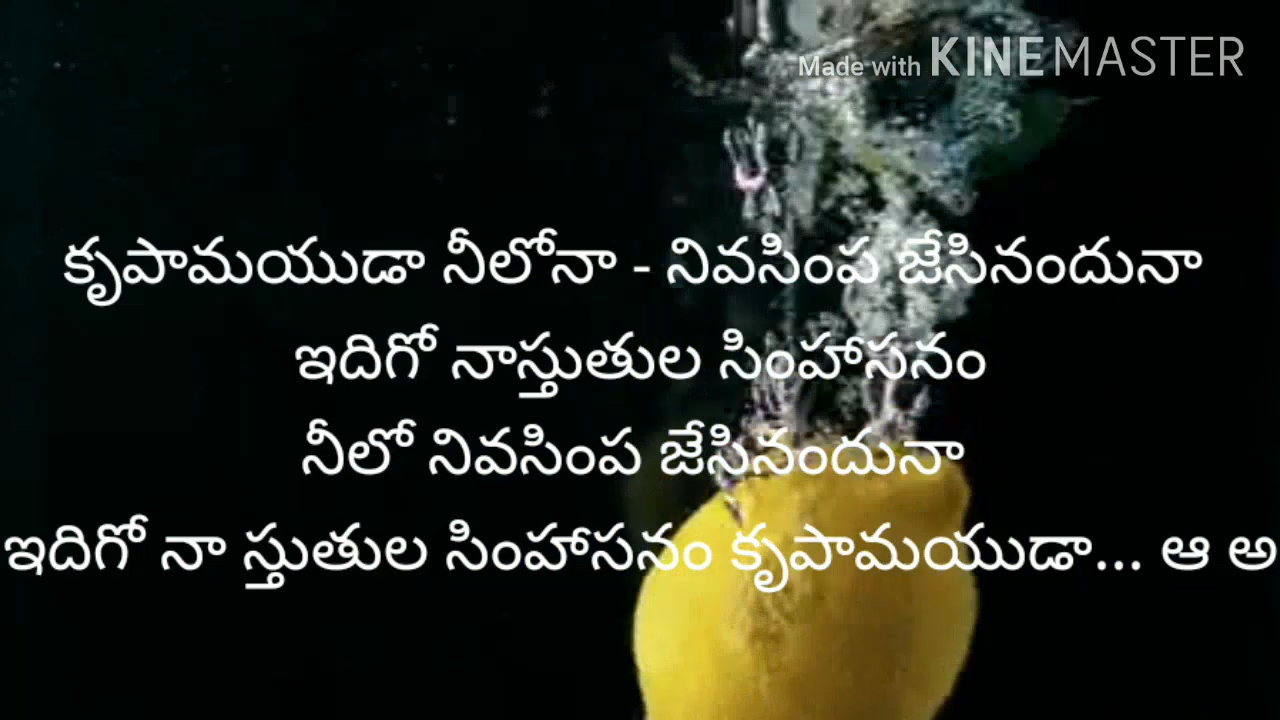 Made with KINEMASTER
కృపామయుడా నీలోనా - నివసింప జేసినందునా
ఇదిగో నాస్తుతుల సింహాసనం
నీలో నివసింప జేసినందునా
ఇదిగో నా స్తుతుల సింహాసనం కృపామయుడా... ఆ అ